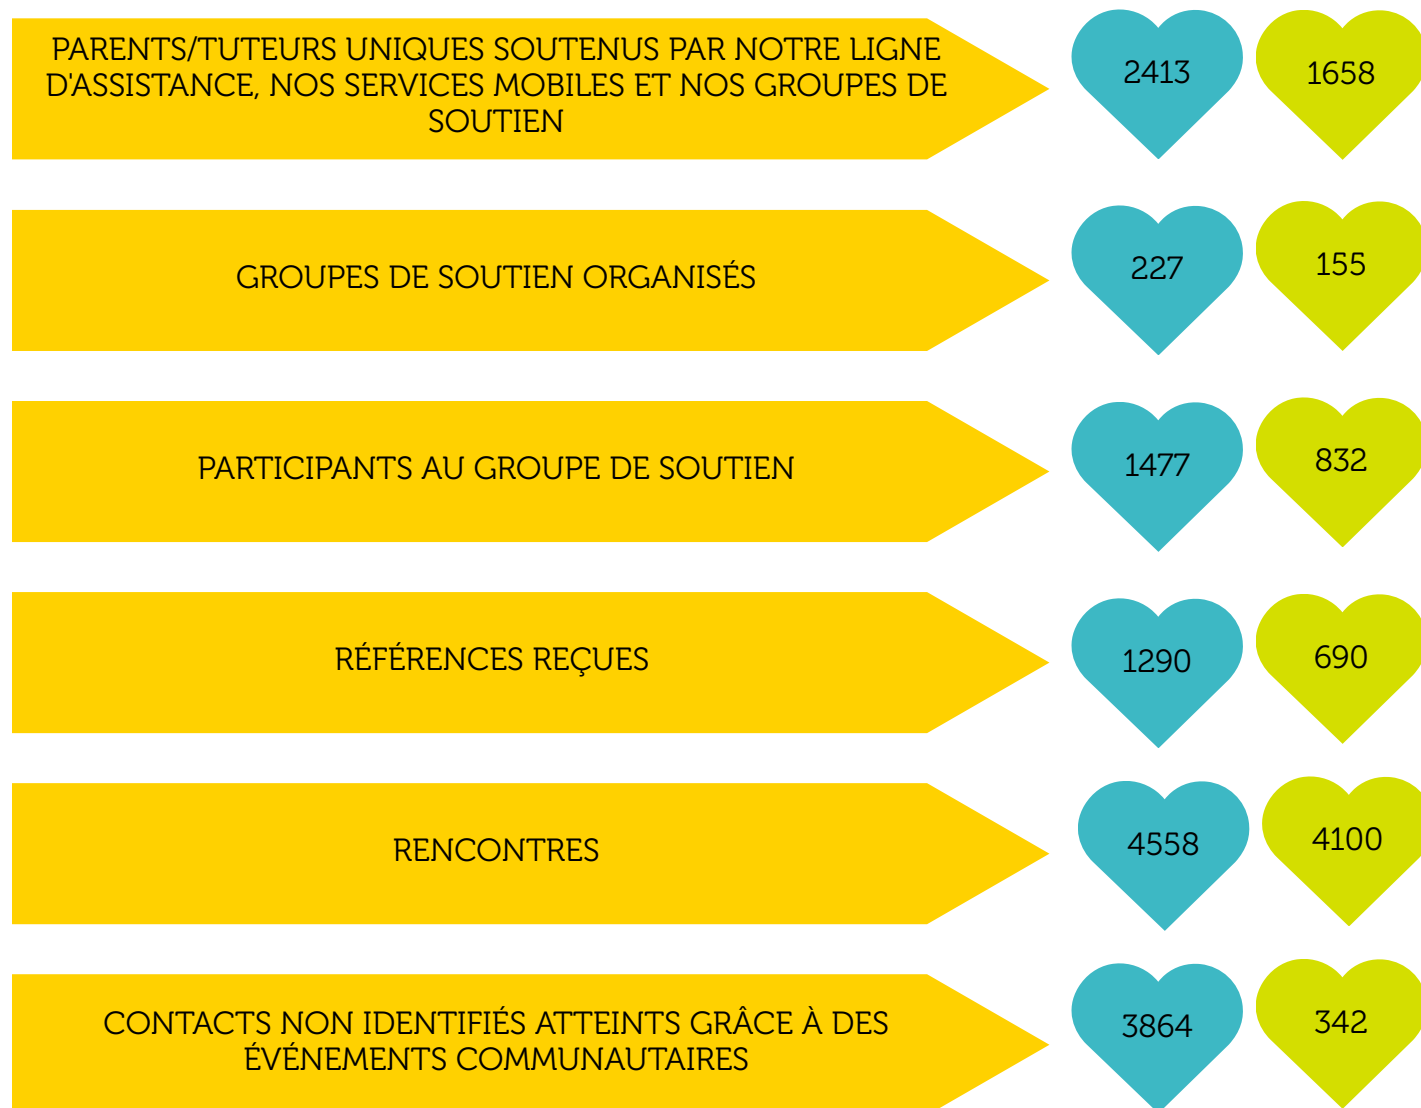 PARENTS/TUTEURS UNIQUES SOUTENUS PAR NOTRE LIGNE
D'ASSISTANCE, NOS SERVICES MOBILES ET NOS GROUPES DE
SOUTIEN
2413
1658
GROUPES DE SOUTIEN ORGANISÉS
227
155
PARTICIPANTS AU GROUPE DE SOUTIEN
1477
832
RÉFÉRENCES REÇUES
1290
690
RENCONTRES
4558
4100
CONTACTS NON IDENTIFIÉS ATTEINTS GRÂCE À DES
ÉVÉNEMENTS COMMUNAUTAIRES
3864
342